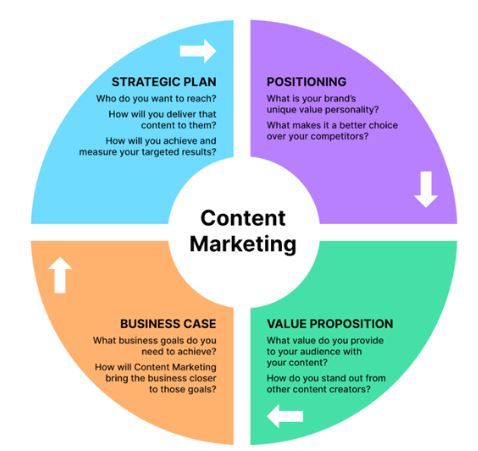 STRATEGIC PLAN
Who do you want to reach?
How will you deliver that
content to them?
How will you achieve and
measure your targeted results?
POSITIONING
What is your brand's
unique value personality?
What makes it a better choice
over your competitors?
Content
Marketing
BUSINESS CASE
What business goals do you
need to achieve?
How will Content Marketing
bring the business closer
to those goals?
VALUE PROPOSITION
What value do you provide
to your audience with
your content?
How do you stand out from
other content creators?